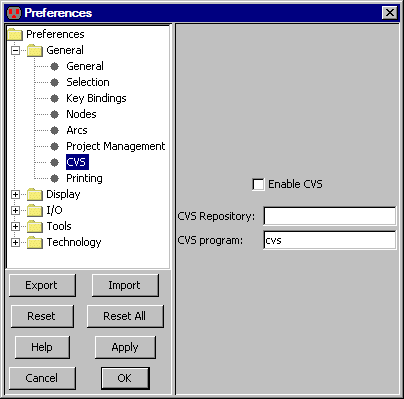 Preferences
Preferences
General
General
Selection
Key Bindings
Nodes
Arcs
Project Management
CVS
Printing
Display
I/O
Tools
Technology
Enable CVS
CVS Repository:
CVS program: cvs
Export Import
Reset Reset All
Help Apply
Cancel OK